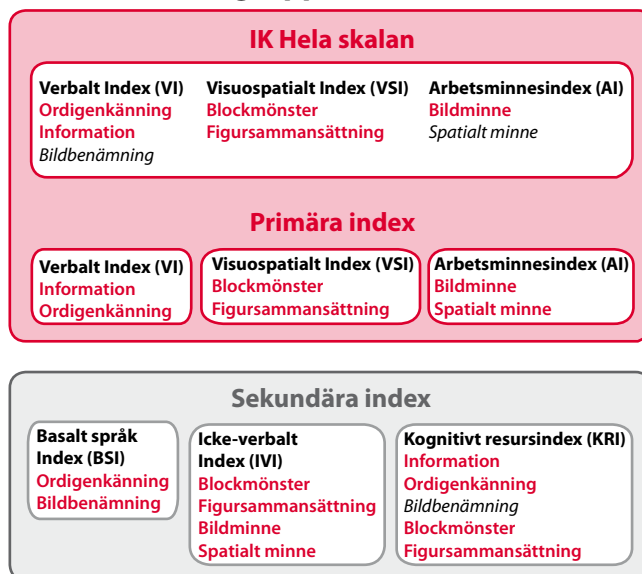 IK Hela skalan
Verbalt Index (VI)
Ordigenkänning
Information
Bildbenämning
Visuospatialt Index (VSI)
Blockmönster
Figursammansättning
Arbetsminnesindex (AI)
Bildminne
Spatialt minne
Primära index
Verbalt Index (VI)
Information
Ordigenkänning
Visuospatialt Index (VSI)
Blockmönster
Figursammansättning
Arbetsminnesindex (AI)
Bildminne
Spatialt minne
Sekundära index
Basalt språk
Index (BSI)
Ordigenkänning
Bildbenämning
Icke-verbalt
Index (IVI)
Blockmönster
Figursammansättning
Bildminne
Spatialt minne
Kognitivt resursindex (KRI)
Information
Ordigenkänning
Bildbenämning
Blockmönster
Figursammansättning